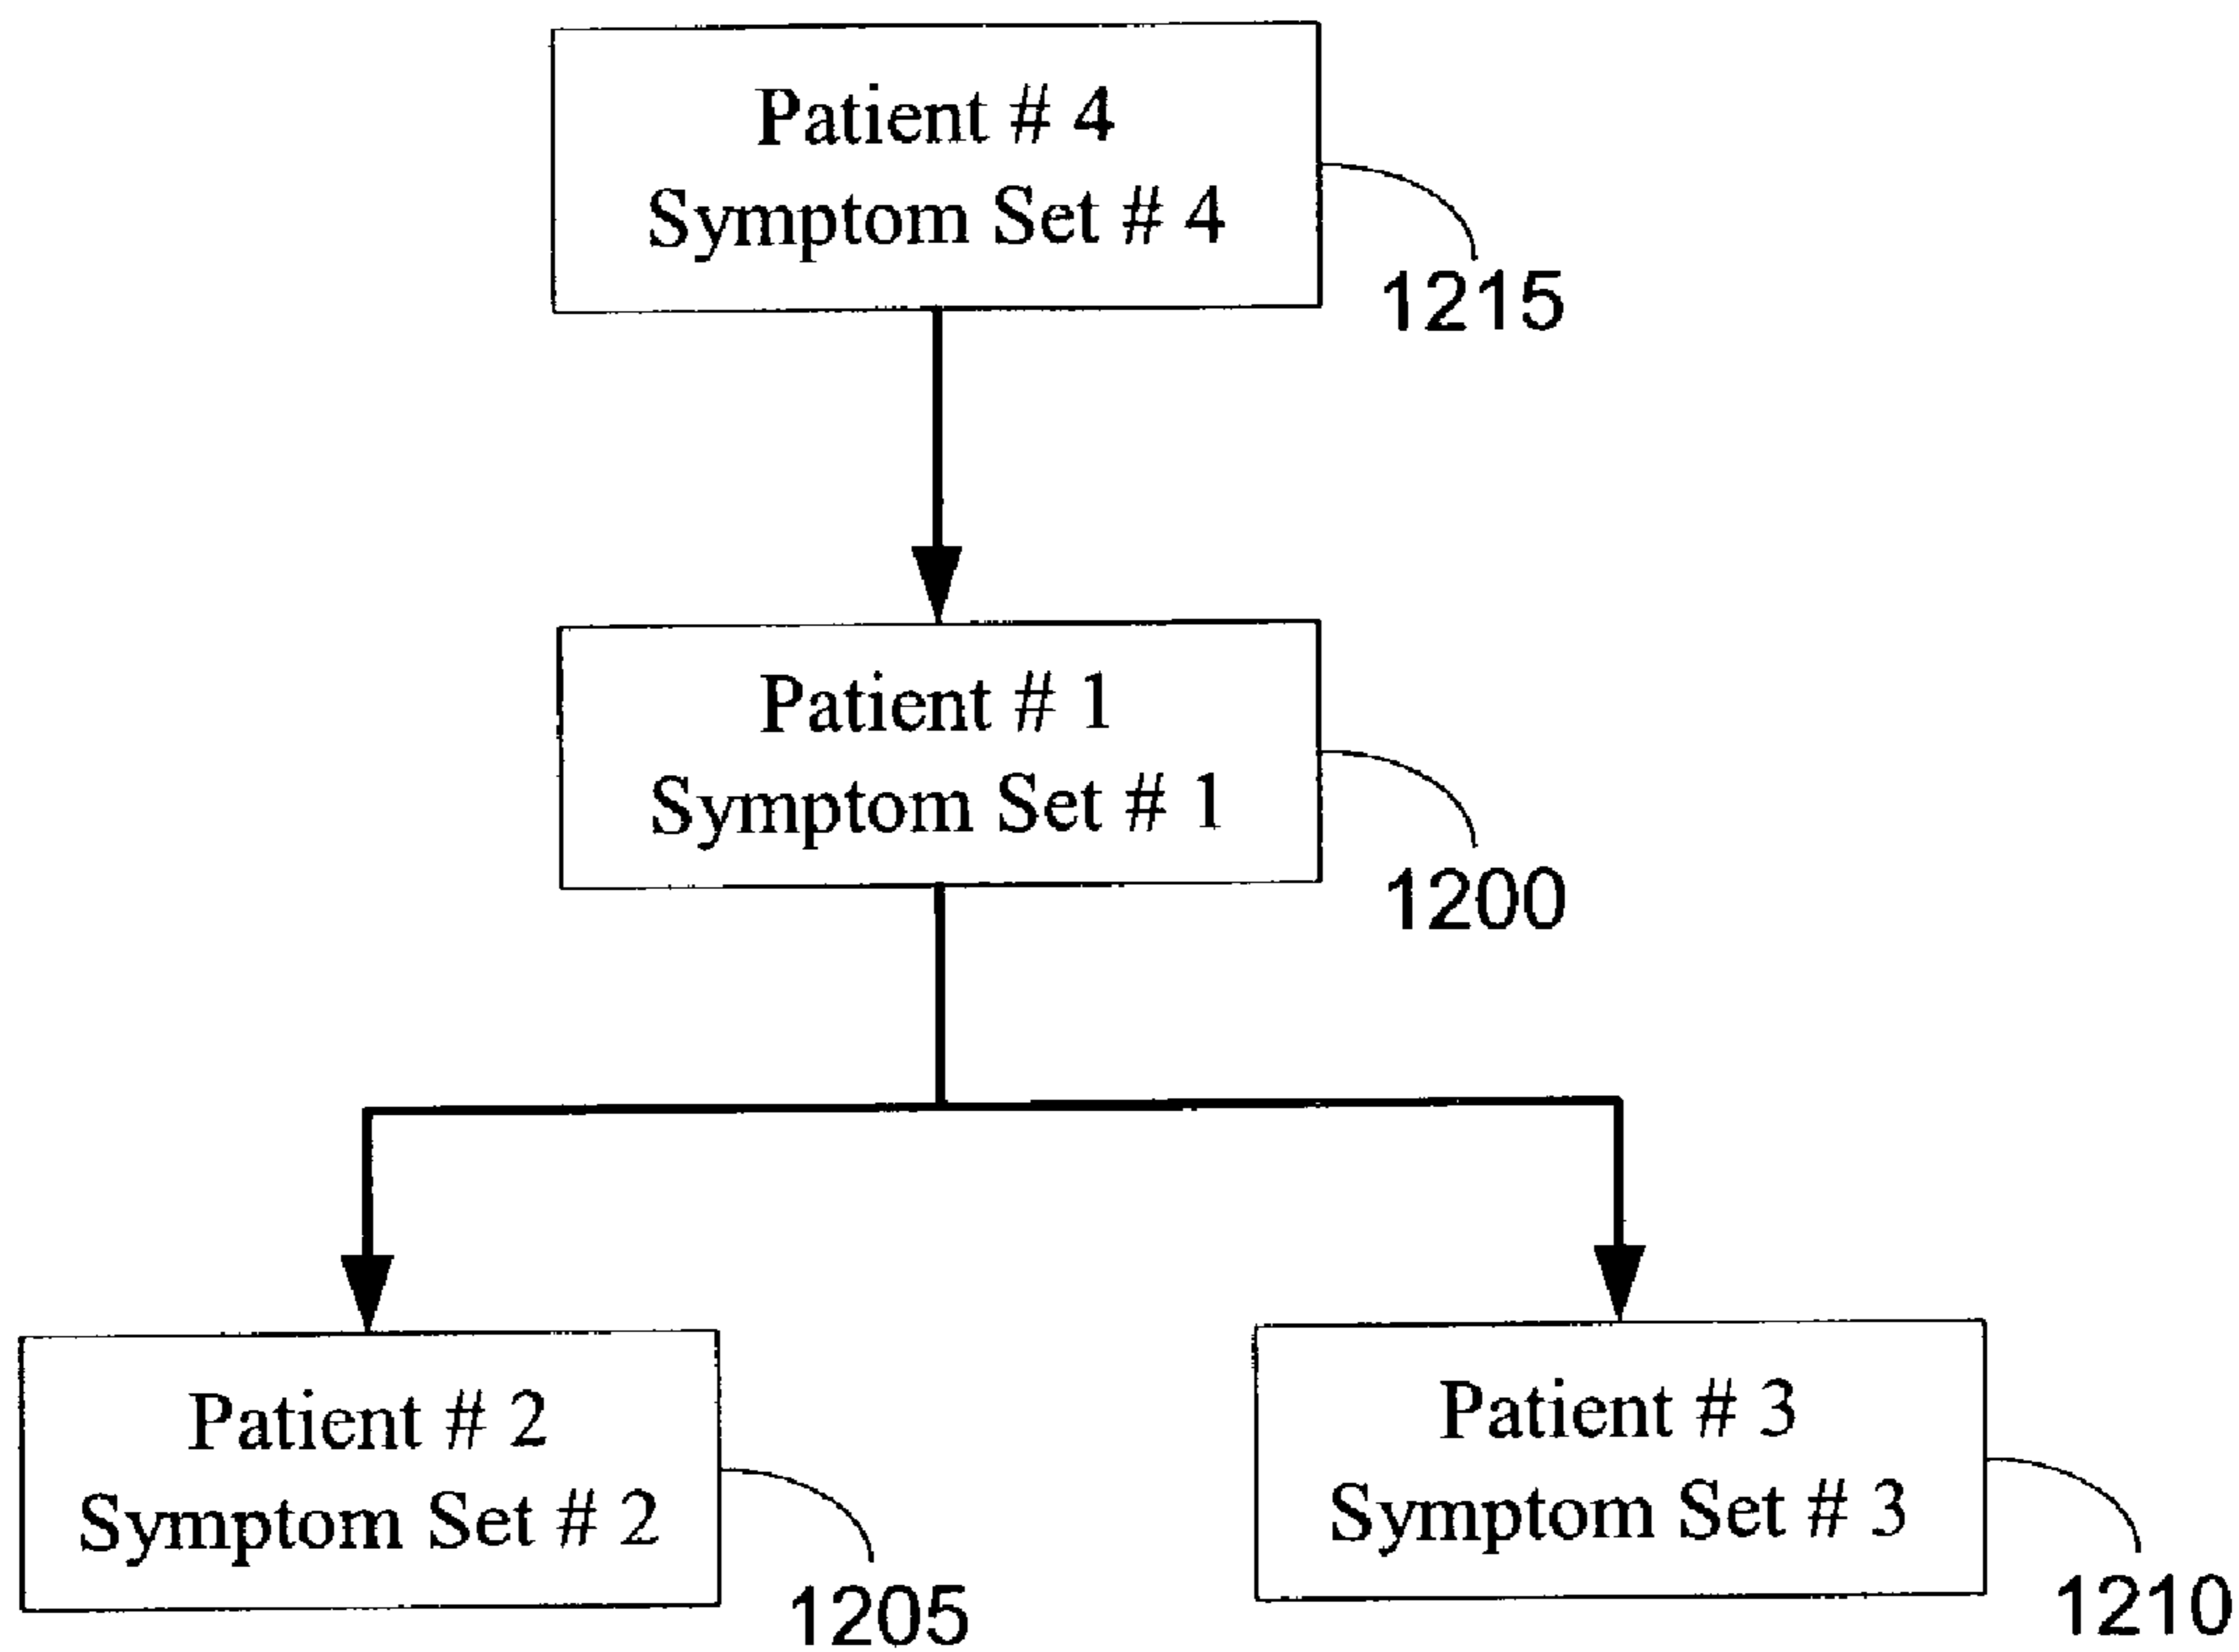 Patient # 4
Symptom Set # 4
1215
Patient # 1
Symptom Set # 1
1200
Patient # 2
Symptom Set # 2
1205
Patient # 3
Symptom Set # 3
1210